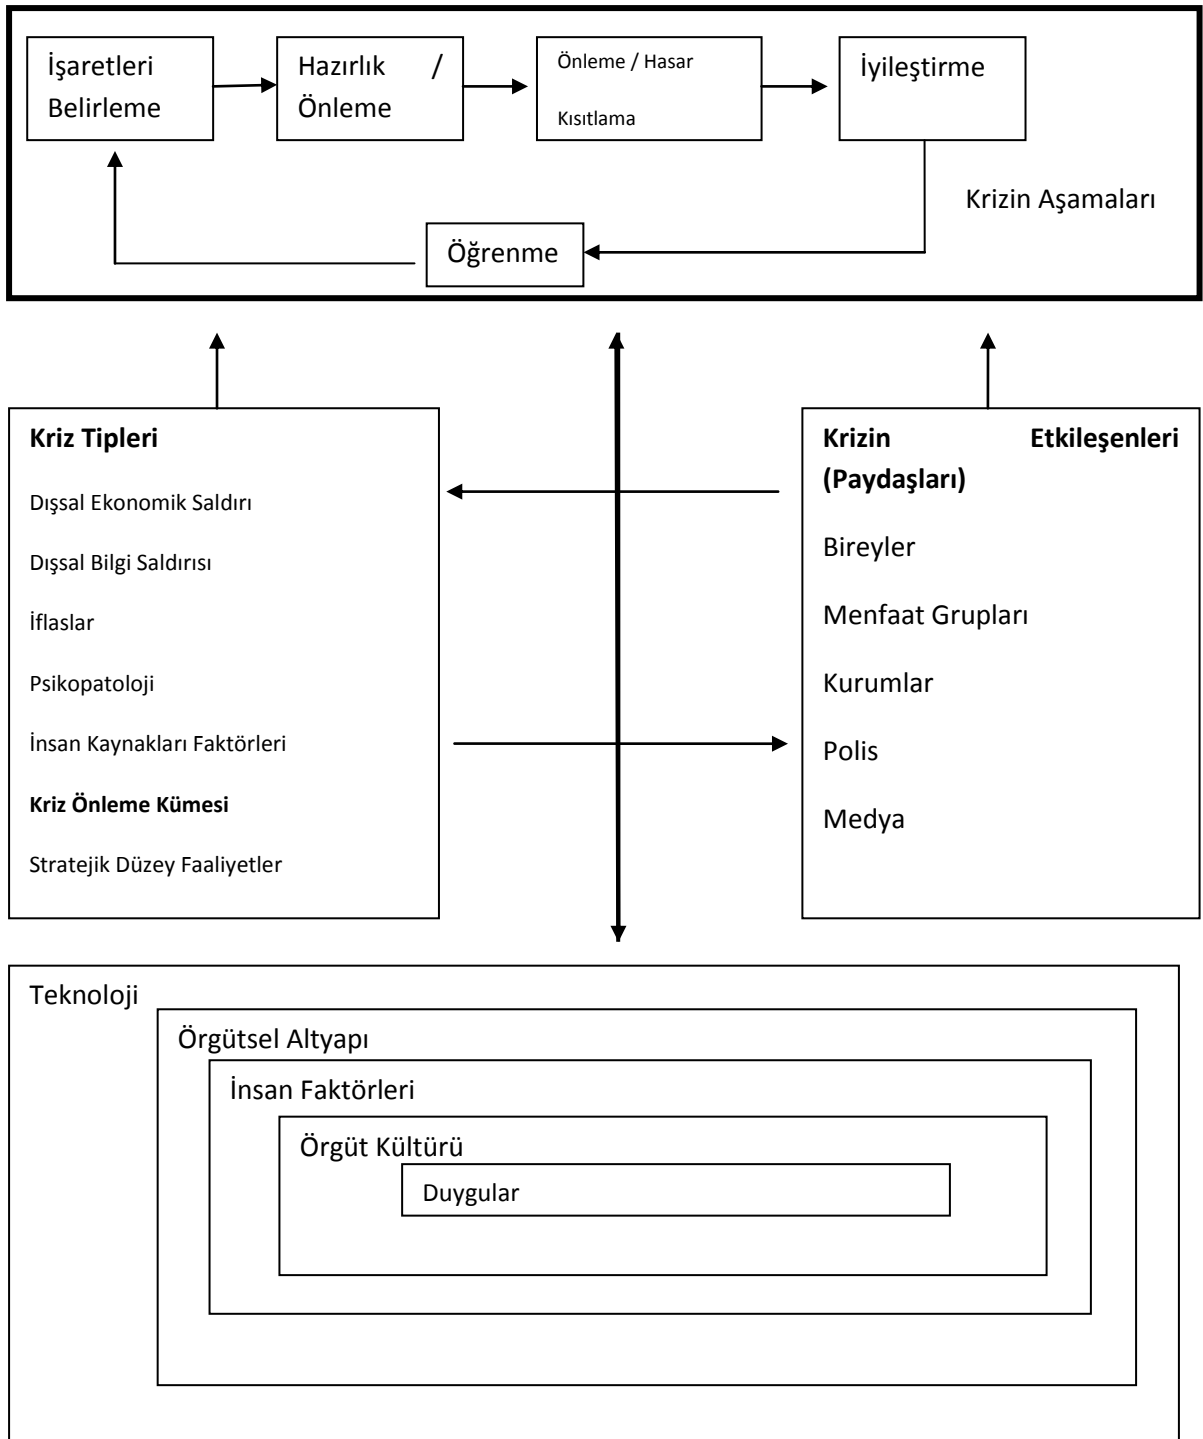 İşaretleri
Belirleme
Hazırlık /
Önleme
Önleme / Hasar
Kısıtlama
İyileştirme
Krizin Aşamaları
Öğrenme
Kriz Tipleri
Dışsal Ekonomik Saldırı
Dışsal Bilgi Saldırısı
İflaslar
Psikopatoloji
İnsan Kaynakları Faktörleri
Kriz Önleme Kümesi
Stratejik Düzey Faaliyetler
Krizin Etkileşenleri
(Paydaşları)
Bireyler
Menfaat Grupları
Kurumlar
Polis
Medya
Teknoloji
Örgütsel Altyapı
İnsan Faktörleri
Örgüt Kültürü
Duygular